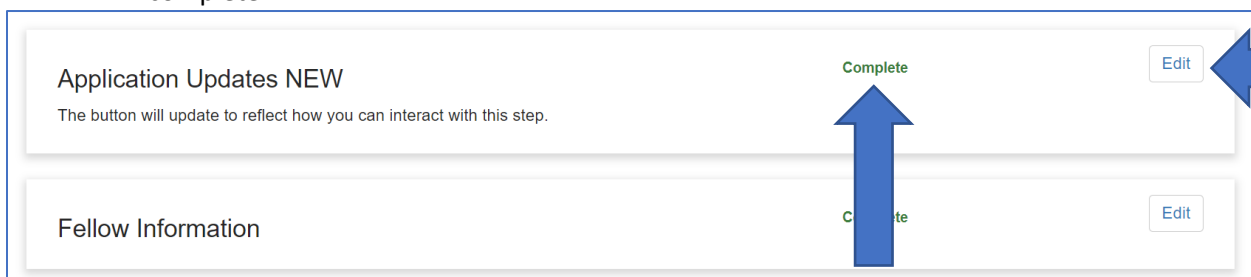 Application Updates NEW
Complete
Edit
The button will update to reflect how you can interact with this step.
Fellow Information
Edit